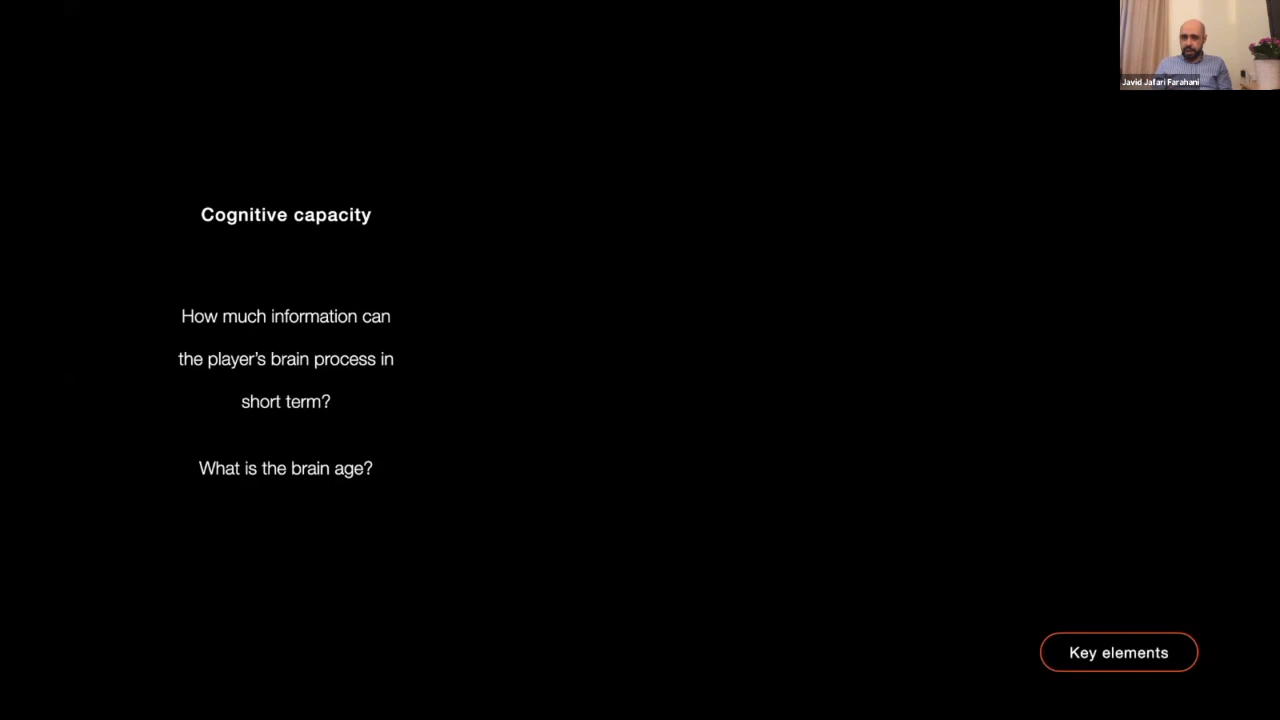 Javid Jafari Farahani
Cognitive capacity
How much information can
the player's brain process in
short term?
What is the brain age?
Key elements